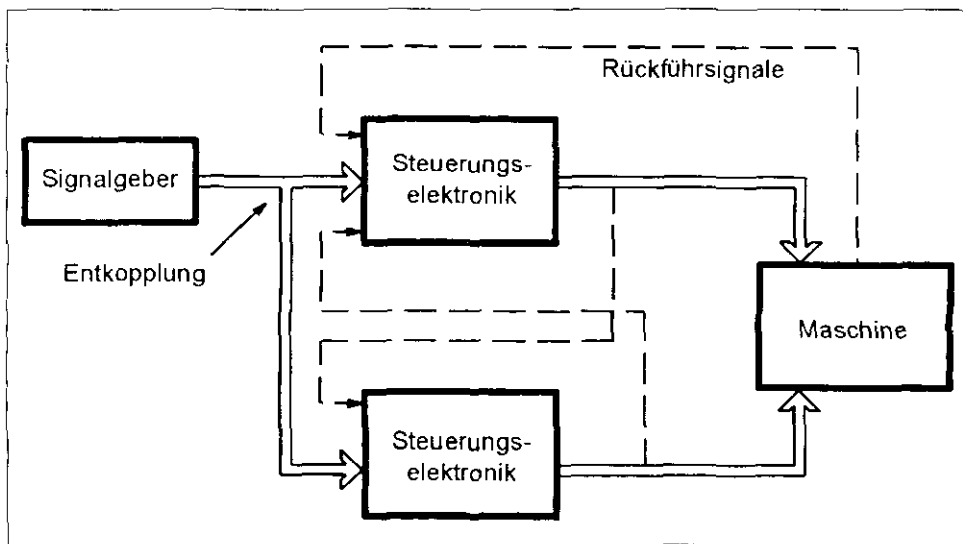 Rückführsignale
Signalgeber
Steuerungs-
elektronik
Entkopplung
Maschine
Steuerungs-
elektronik